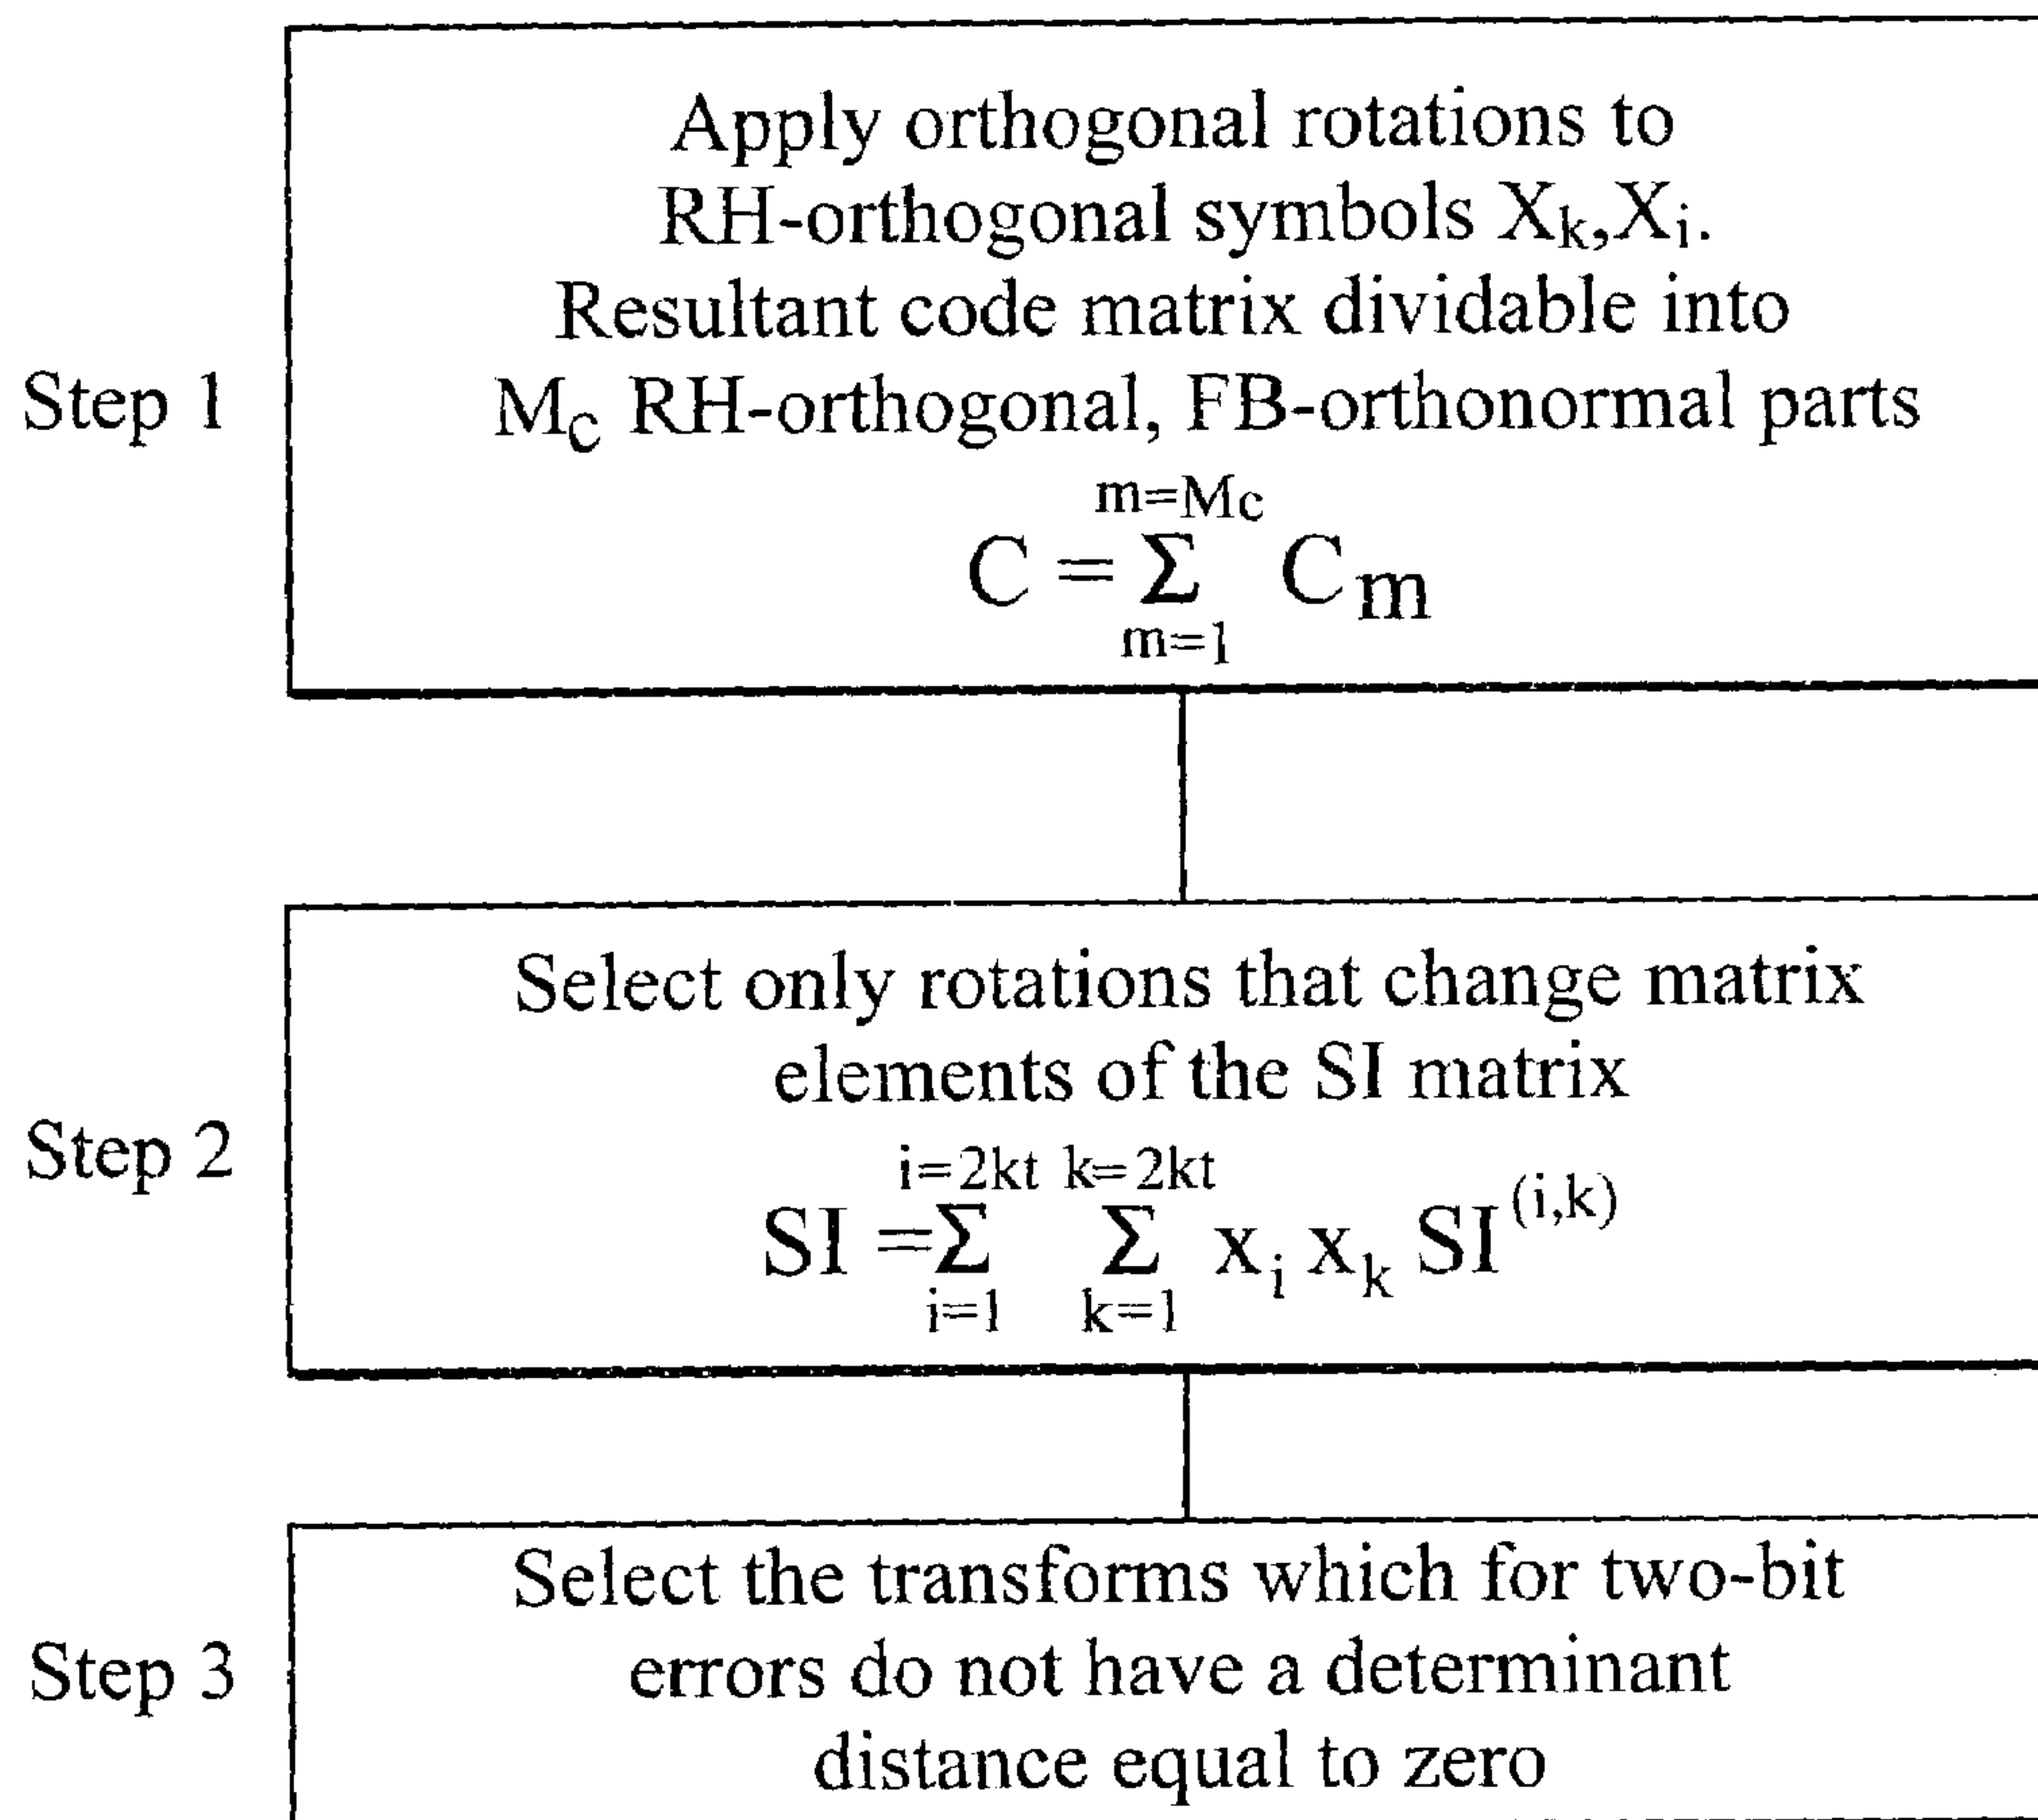 Apply orthogonal rotations to
RH-orthogonal symbols Xk,Xi.
Resultant code matrix dividable into
Step 1
Mc RH-orthogonal, FB-orthonormal parts
m=Mc
C = Σ Cm
m=1
Select only rotations that change matrix
elements of the SI matrix
Step 2
i=2kt k=2kt
SI =Σ Σ xi xk SI(i,k)
i=1 k=1
Select the transforms which for two-bit
Step 3
errors do not have a determinant
distance equal to zero